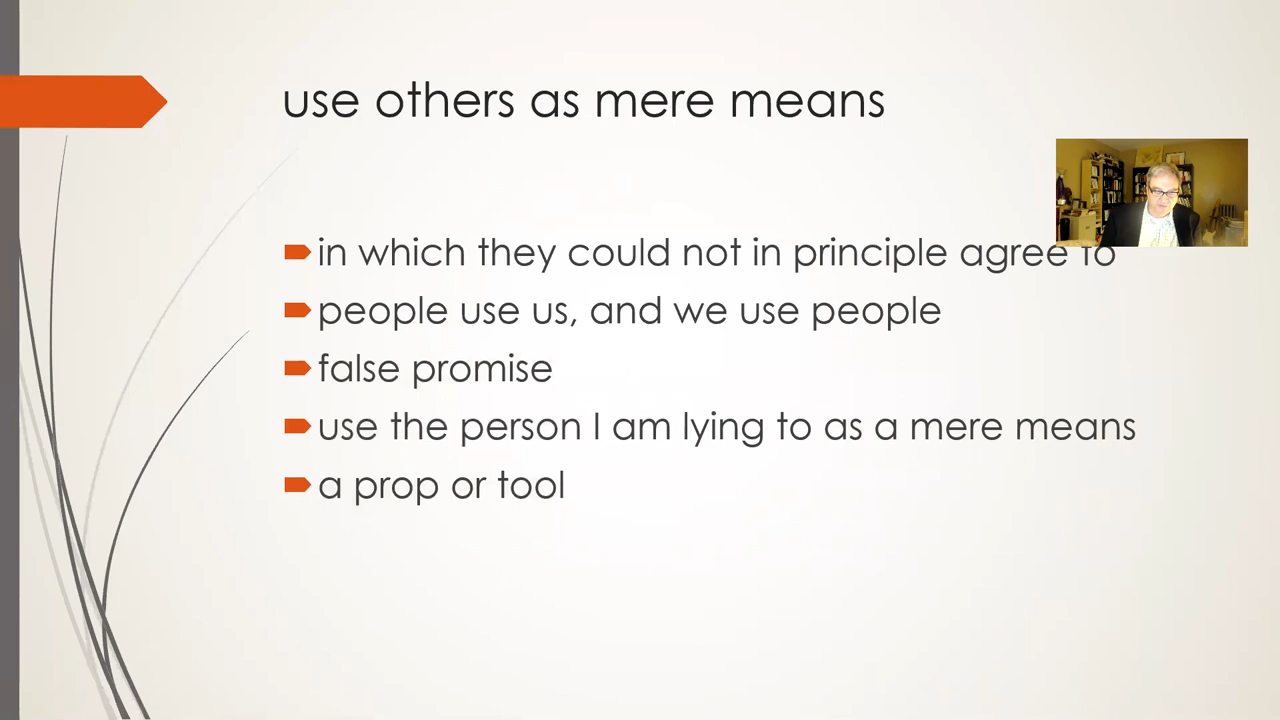 use others as mere means
in which they could not in principle agree to
people use us, and we use people
false promise
use the person I am lying to as a mere means
a prop or tool